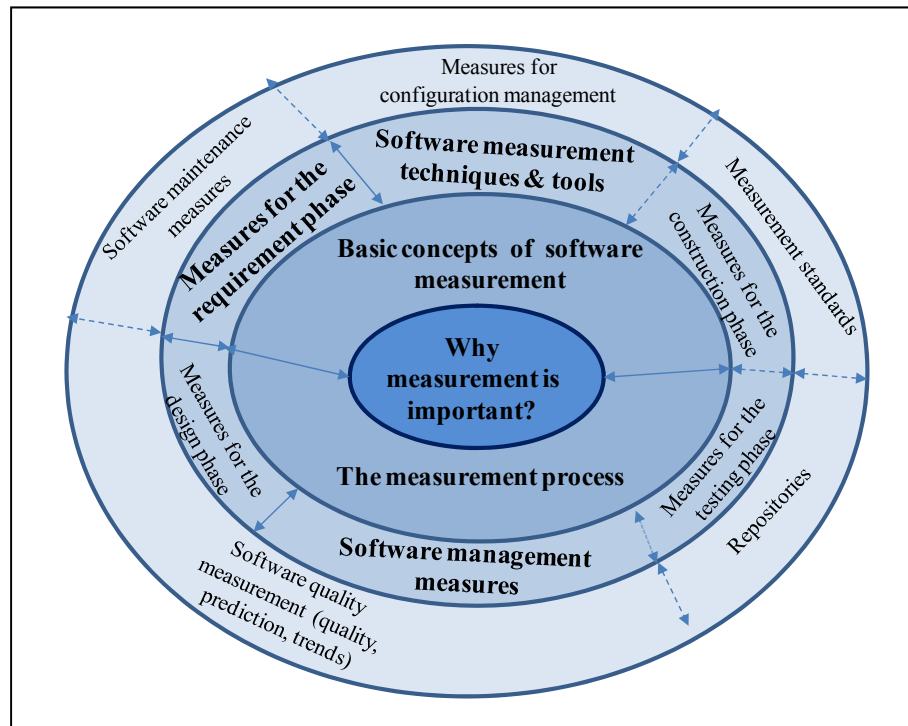 Measures for
configuration management
Software maintenance
measures
Software measurement
techniques & tools
Measures for the
requirement phase
Measures for the
construction phase
Measurement standards
Basic concepts of software
measurement
Why
measurement is
important?
The measurement process
Measures for the
design phase
Measures for the
testing phase
Repositories
Software management
measures
Software quality
measurement (quality,
prediction, trends)